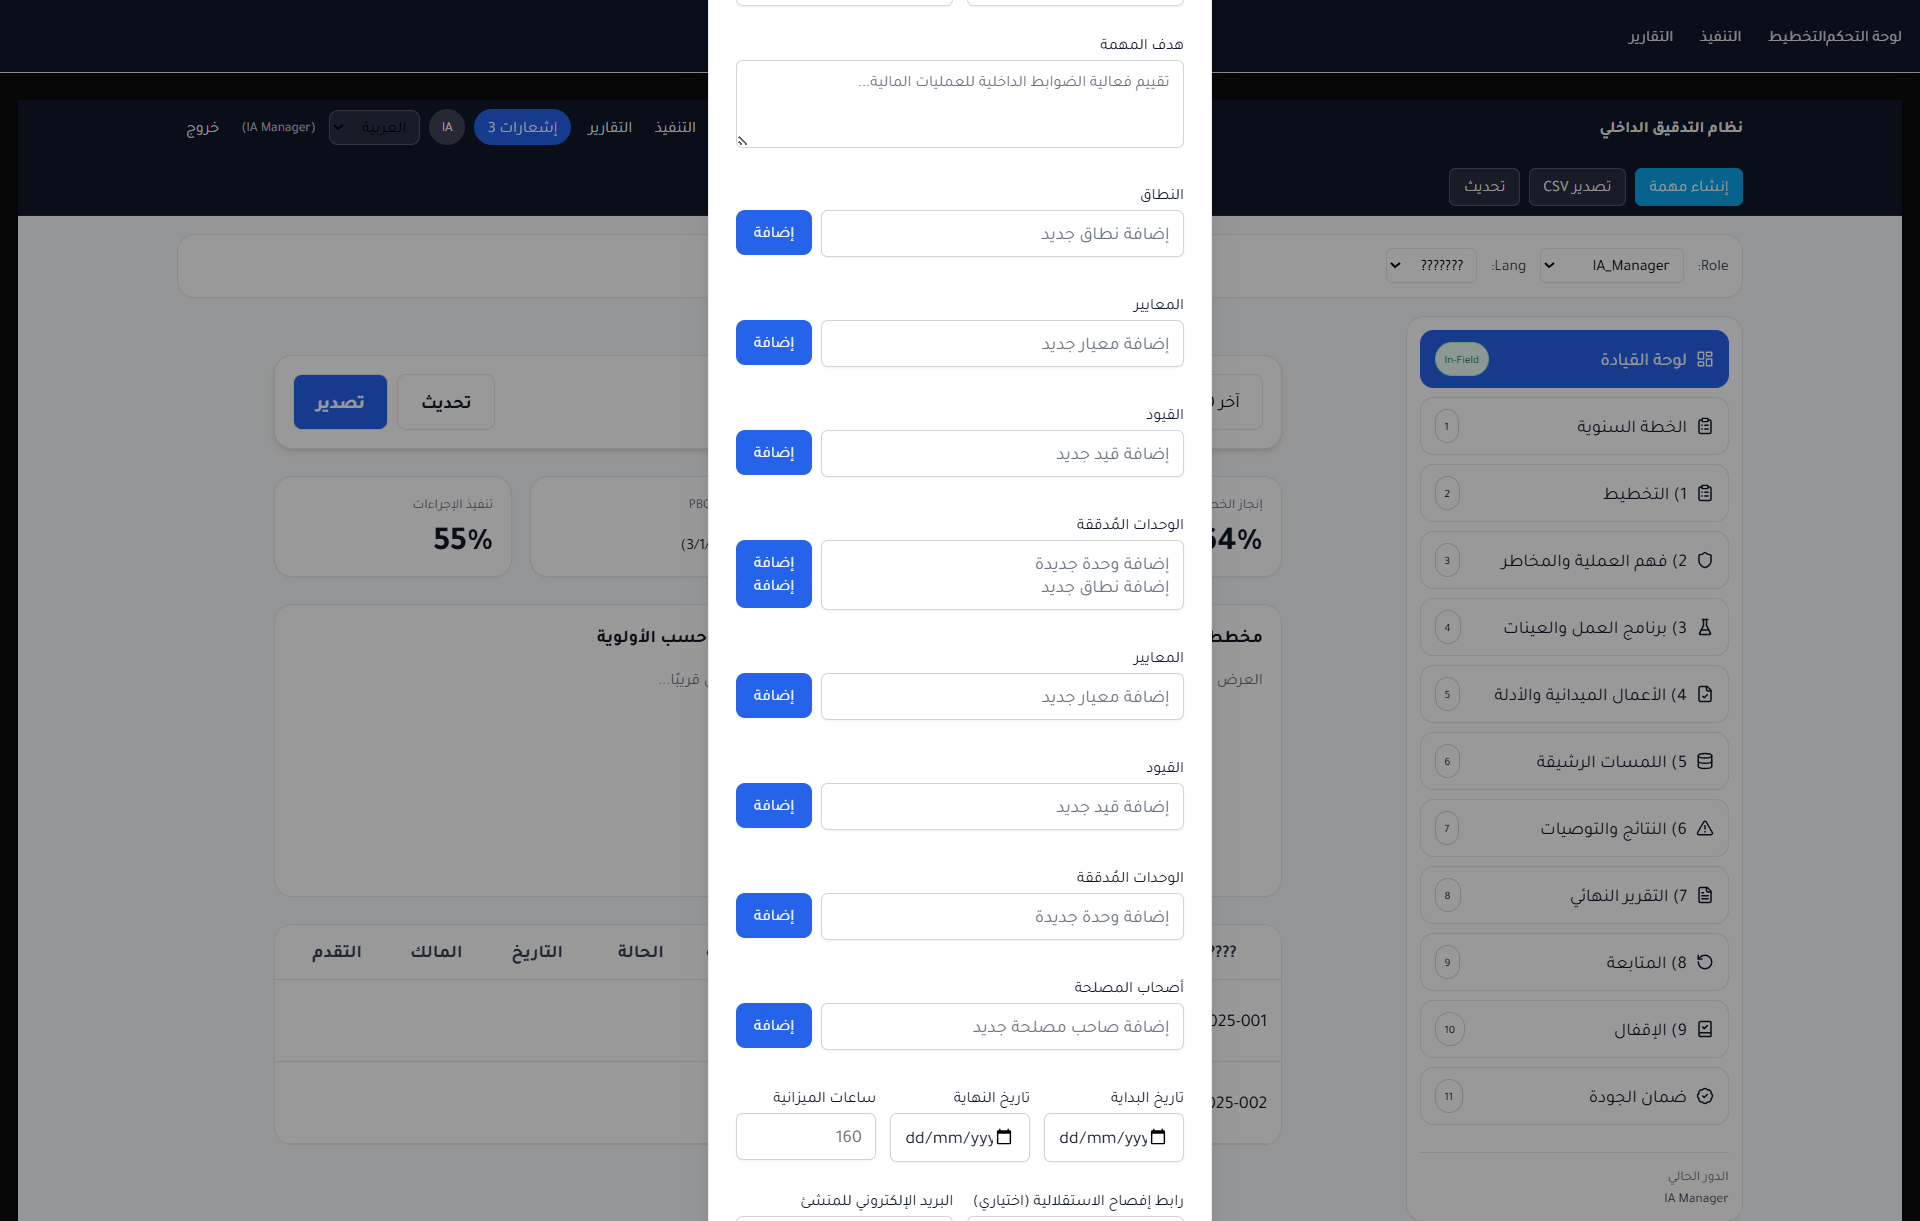 لوحة التحكم
التخطيط
التنفيذ
التقارير
نظام التدقيق الداخلي
التنفيذ
التقارير
إشعارات 3
IA
العربية
(IA Manager)
خروج
إنشاء مهمة
تصدير CSV
تحديث
Role:
IA_Manager
Lang:
???????
لوحة القيادة
In-Field
الخطة السنوية
1
1) التخطيط
2
2) فهم العملية والمخاطر
3
3) برنامج العمل والعينات
4
4) الأعمال الميدانية والأدلة
5
5) اللمسات الرشيقة
6
6) النتائج والتوصيات
7
7) التقرير النهائي
8
8) المتابعة
9
9) الإقفال
10
ضمان الجودة
11
الدور الحالي
IA Manager
آخر
تحديث
تصدير
إنجاز
64%
PBC
(3/1/
تنفيذ الإجراءات
55%
مخطط
العرض
حسب الأولوية
قريبًا...
????
الحالة
التاريخ
المالك
التقدم
025-001
025-002
هدف المهمة
تقييم فعالية الضوابط الداخلية للعمليات المالية...
النطاق
إضافة نطاق جديد
إضافة
المعايير
إضافة معيار جديد
إضافة
القيود
إضافة قيد جديد
إضافة
الوحدات المُدققة
إضافة وحدة جديدة
إضافة نطاق جديد
إضافة
إضافة
المعايير
إضافة معيار جديد
إضافة
القيود
إضافة قيد جديد
إضافة
الوحدات المُدققة
إضافة وحدة جديدة
إضافة
أصحاب المصلحة
إضافة صاحب مصلحة جديد
إضافة
تاريخ البداية
تاريخ النهاية
ساعات الميزانية
dd/mm/yyy
dd/mm/yyy
160
رابط إفصاح الاستقلالية (اختياري)
البريد الإلكتروني للمنشئ